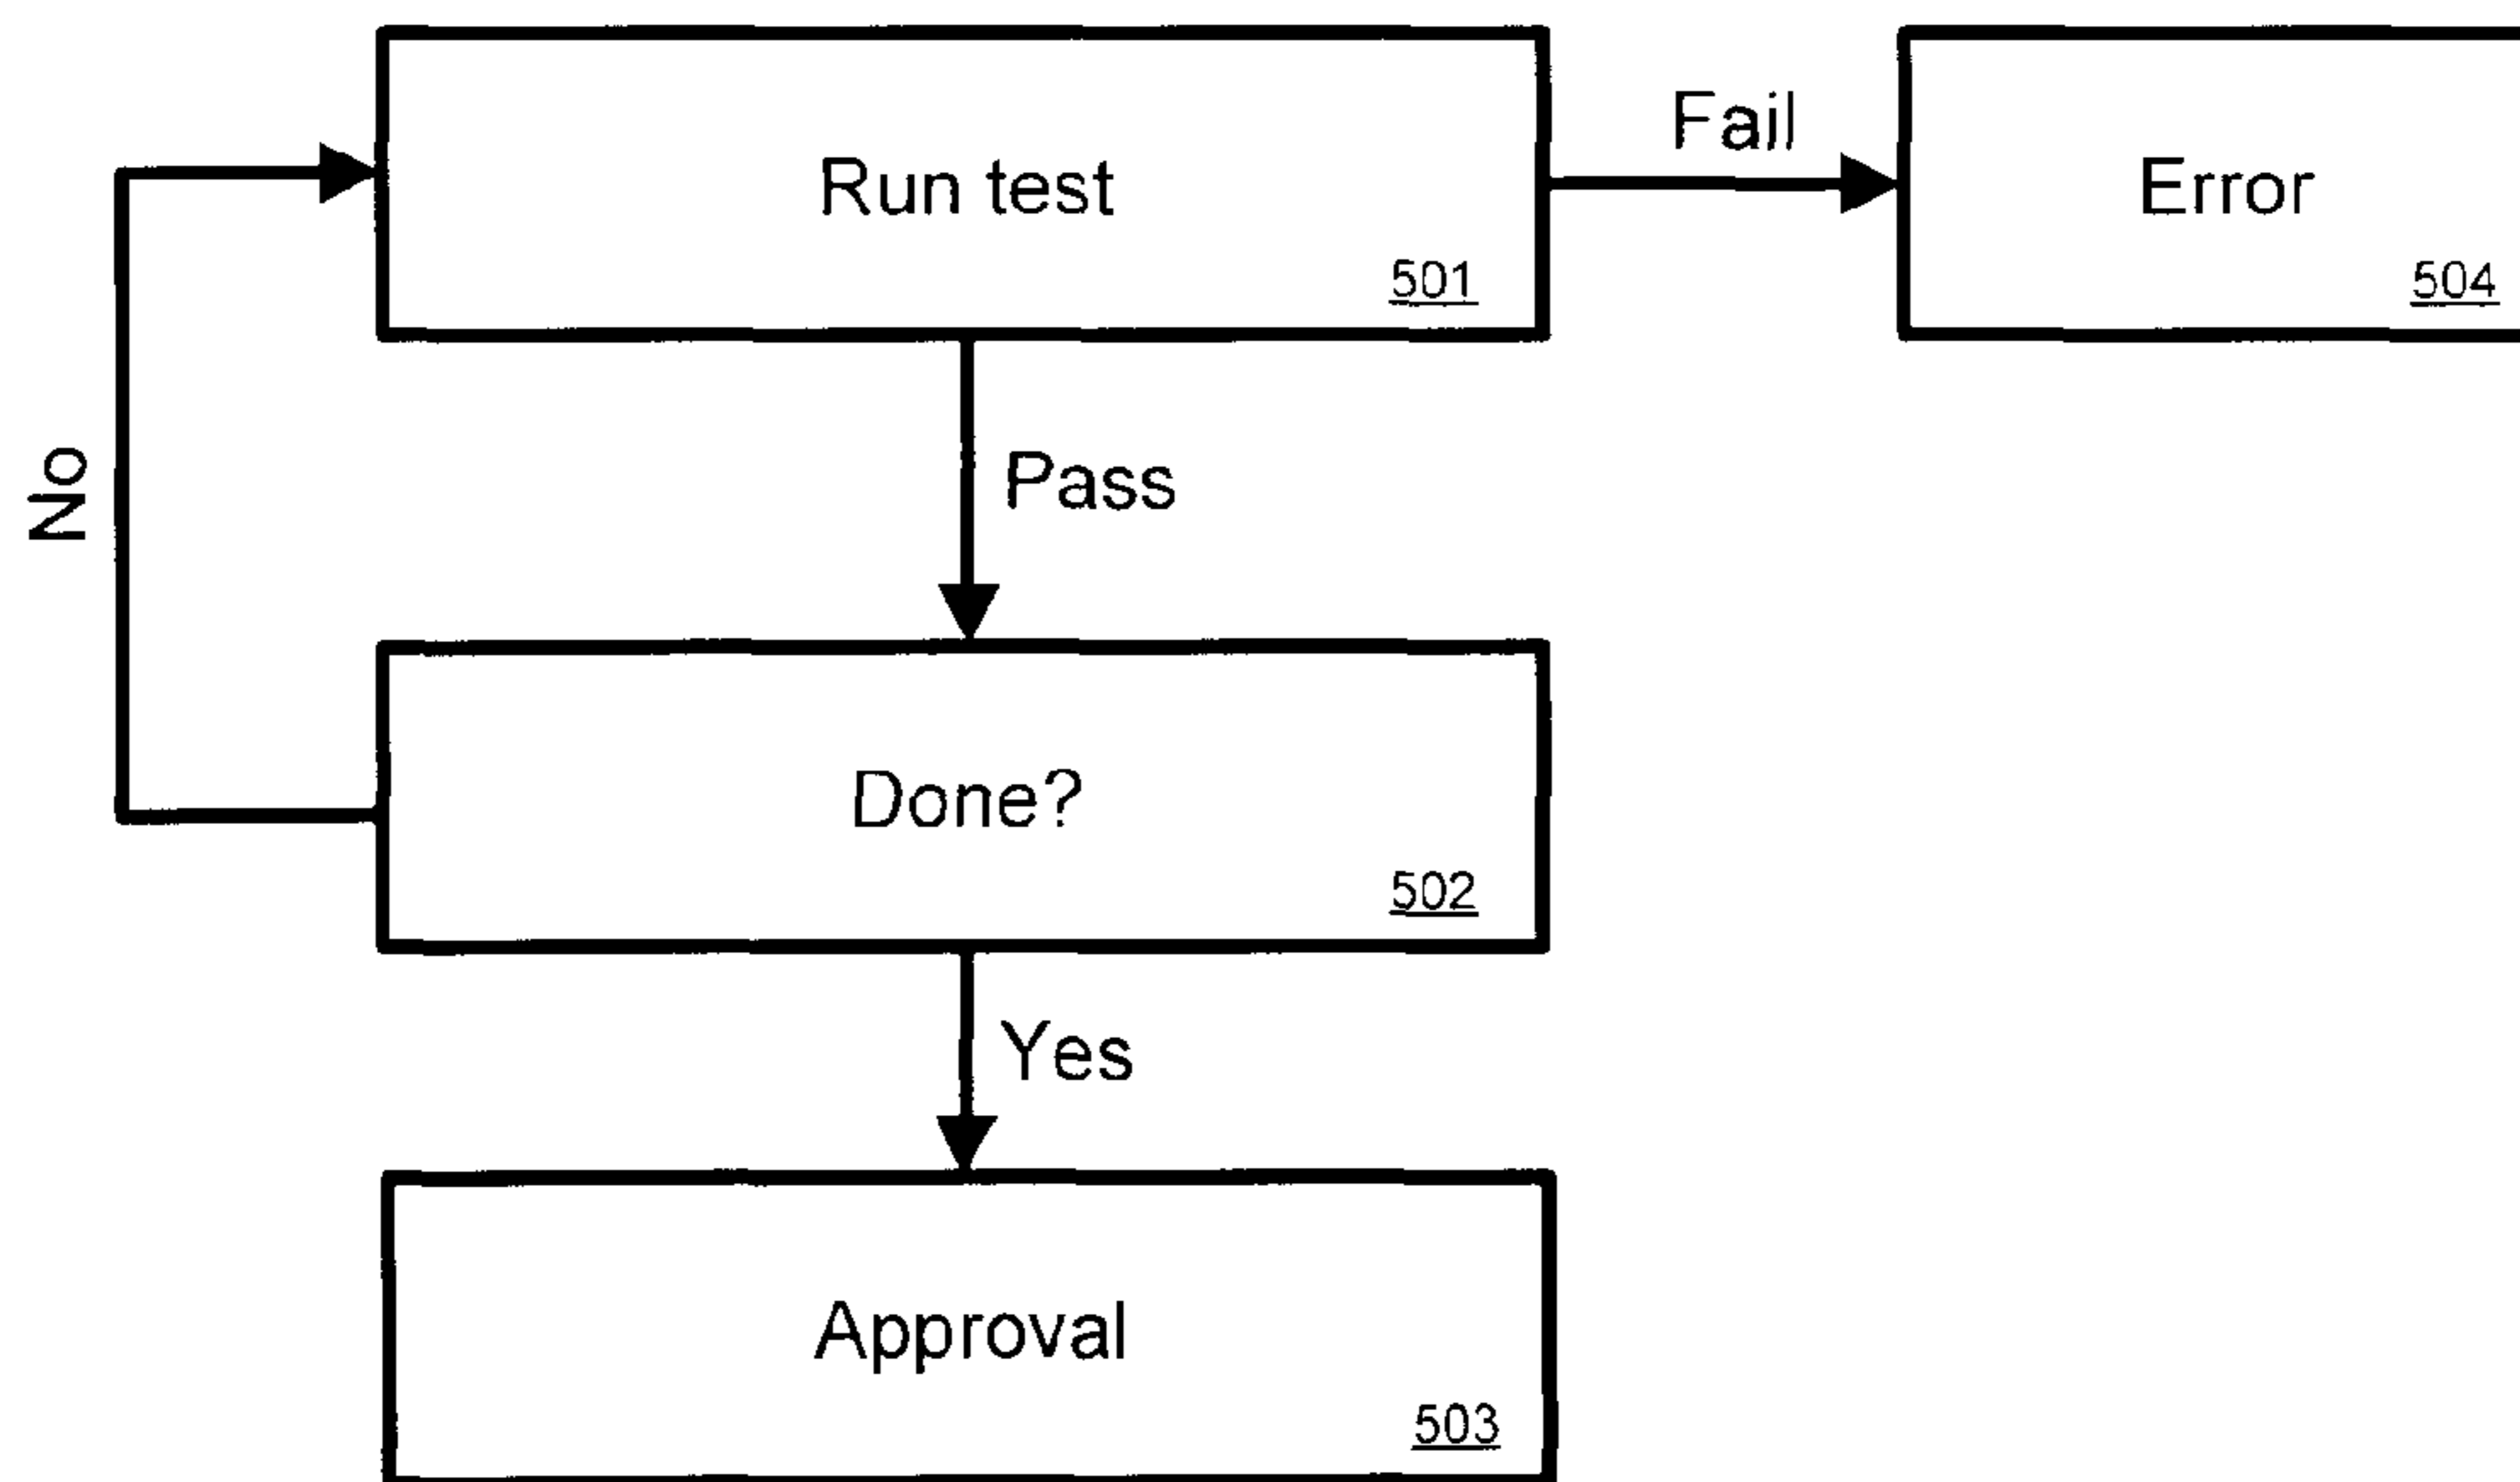 Run test
501
Fail
Error
504
No
Pass
Done?
502
Yes
Approval
503